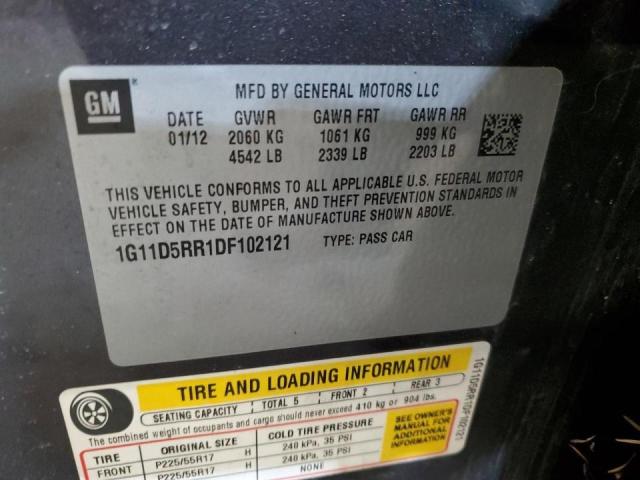 GM
MFD BY GENERAL MOTORS LLC
DATE GVWR GAWR FRT GAWR RR
01/12 2060 KG 1061 KG 999 KG
4542 LB 2339 LB 2203 LB
THIS VEHICLE CONFORMS TO ALL APPLICABLE U.S. FEDERAL MOTOR
VEHICLE SAFETY, BUMPER, AND THEFT PREVENTION STANDARDS IN
EFFECT ON THE DATE OF MANUFACTURE SHOWN ABOVE.
1G11D5RR1DF102121 TYPE: PASS CAR
TIRE AND LOADING INFORMATION
SEATING CAPACITY TOTAL 5 FRONT 2 REAR 3
The combined weight of occupants and cargo should never exceed 410 kg or 904 lbs.
TIRE ORIGINAL SIZE COLD TIRE PRESSURE
FRONT P225/55R17 H 240 kPa, 35 PSI
P225/55R17 H 240 kPa, 35 PSI
NONE
SEE OWNER'S
MANUAL FOR
ADDITIONAL
INFORMATION
1G11D5RR1DF102121